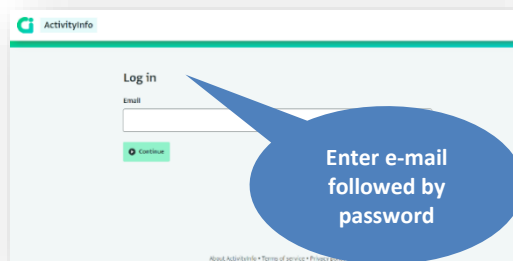 ActivityInfo
Log in
Email
Continue
Enter e-mail
followed by
password
About ActivityInfo • Terms of service • Privacy